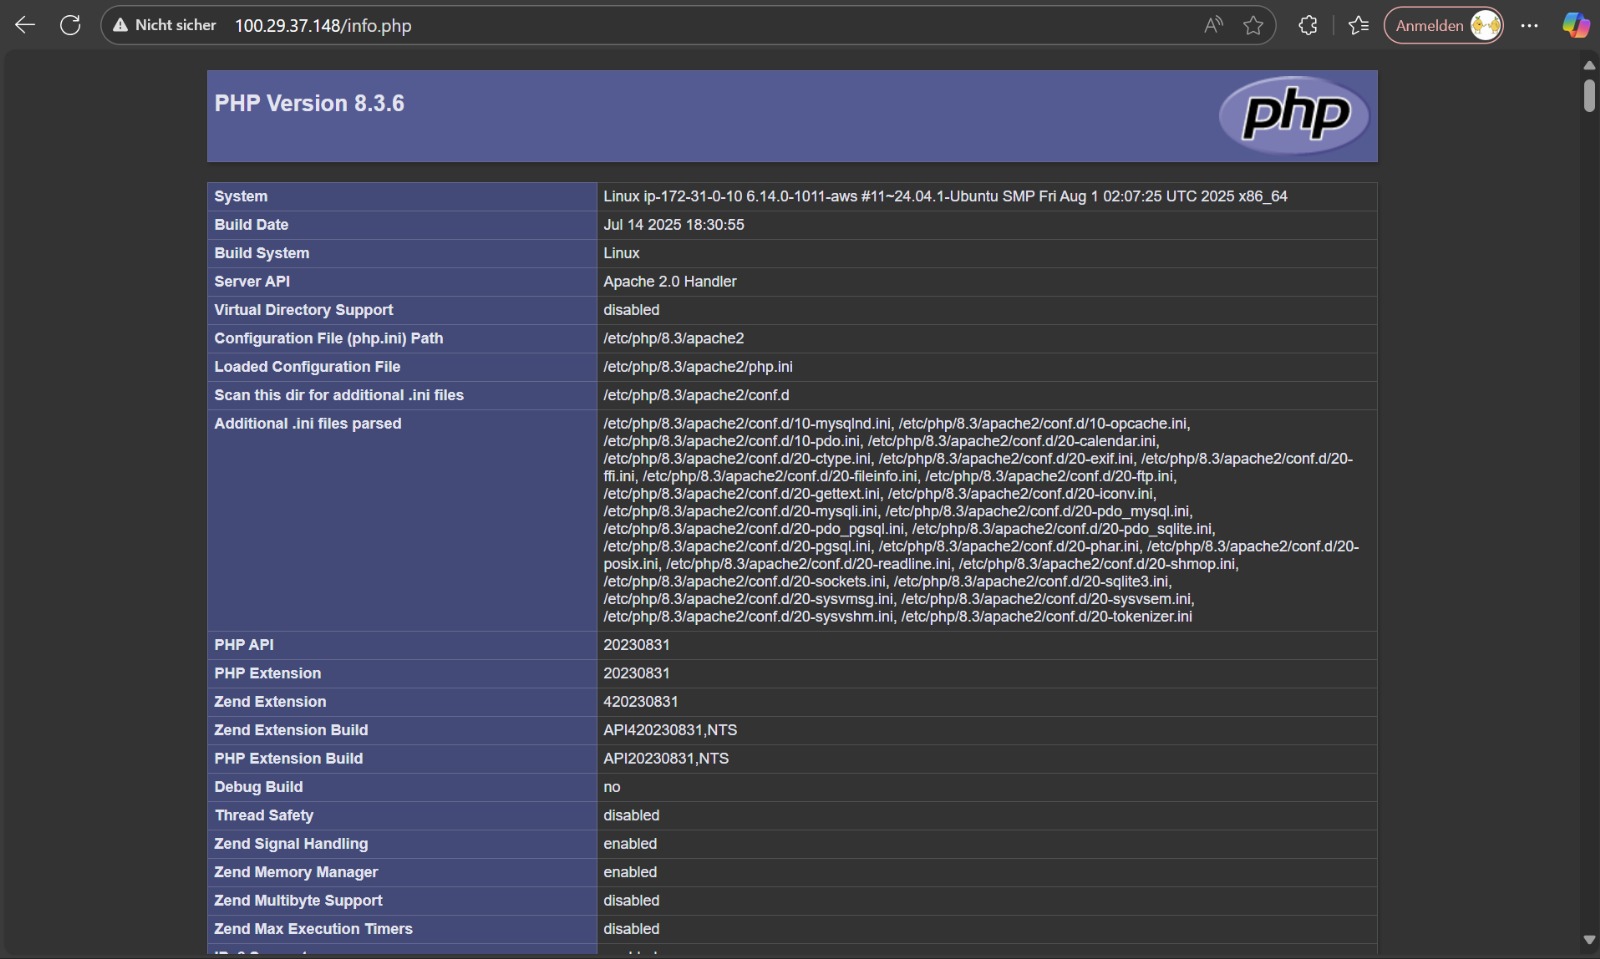 Nicht sicher 100.29.37.148/info.php Anmelden
PHP Version 8.3.6
php
System Linux ip-172-31-0-10 6.14.0-1011-aws #11~24.04.1-Ubuntu SMP Fri Aug 1 02:07:25 UTC 2025 x86_64
Build Date Jul 14 2025 18:30:55
Build System Linux
Server API Apache 2.0 Handler
Virtual Directory Support disabled
Configuration File (php.ini) Path /etc/php/8.3/apache2
Loaded Configuration File /etc/php/8.3/apache2/php.ini
Scan this dir for additional .ini files /etc/php/8.3/apache2/conf.d
Additional .ini files parsed /etc/php/8.3/apache2/conf.d/10-mysqlnd.ini, /etc/php/8.3/apache2/conf.d/10-opcache.ini,
/etc/php/8.3/apache2/conf.d/10-pdo.ini, /etc/php/8.3/apache2/conf.d/20-calendar.ini,
/etc/php/8.3/apache2/conf.d/20-ctype.ini, /etc/php/8.3/apache2/conf.d/20-exif.ini, /etc/php/8.3/apache2/conf.d/20-
ffi.ini, /etc/php/8.3/apache2/conf.d/20-fileinfo.ini, /etc/php/8.3/apache2/conf.d/20-ftp.ini,
/etc/php/8.3/apache2/conf.d/20-gettext.ini, /etc/php/8.3/apache2/conf.d/20-iconv.ini,
/etc/php/8.3/apache2/conf.d/20-mysqli.ini, /etc/php/8.3/apache2/conf.d/20-pdo_mysql.ini,
/etc/php/8.3/apache2/conf.d/20-pdo_pgsql.ini, /etc/php/8.3/apache2/conf.d/20-pdo_sqlite.ini,
/etc/php/8.3/apache2/conf.d/20-pgsql.ini, /etc/php/8.3/apache2/conf.d/20-phar.ini, /etc/php/8.3/apache2/conf.d/20-
posix.ini, /etc/php/8.3/apache2/conf.d/20-readline.ini, /etc/php/8.3/apache2/conf.d/20-shmop.ini,
/etc/php/8.3/apache2/conf.d/20-sockets.ini, /etc/php/8.3/apache2/conf.d/20-sqlite3.ini,
/etc/php/8.3/apache2/conf.d/20-sysvmsg.ini, /etc/php/8.3/apache2/conf.d/20-sysvsem.ini,
/etc/php/8.3/apache2/conf.d/20-sysvshm.ini, /etc/php/8.3/apache2/conf.d/20-tokenizer.ini
PHP API 20230831
PHP Extension 20230831
Zend Extension 420230831
Zend Extension Build API420230831,NTS
PHP Extension Build API20230831,NTS
Debug Build no
Thread Safety disabled
Zend Signal Handling enabled
Zend Memory Manager enabled
Zend Multibyte Support disabled
Zend Max Execution Timers disabled